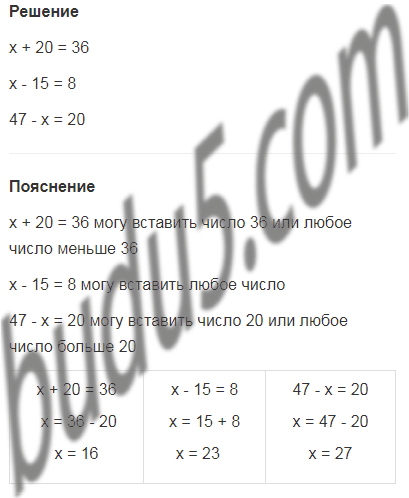 Решение
x + 20 = 36
x - 15 = 8
47 - x = 20
Пояснение
x + 20 = 36 могу вставить число 36 или любое
число меньше 36
x - 15 = 8 могу вставить любое число
47 - x = 20 могу вставить число 20 или любое
число больше 20
x + 20 = 36 x - 15 = 8 47 - x = 20
x = 36 - 20 x = 15 + 8 x = 47 - 20
x = 16 x = 23 x = 27
pudu5.com